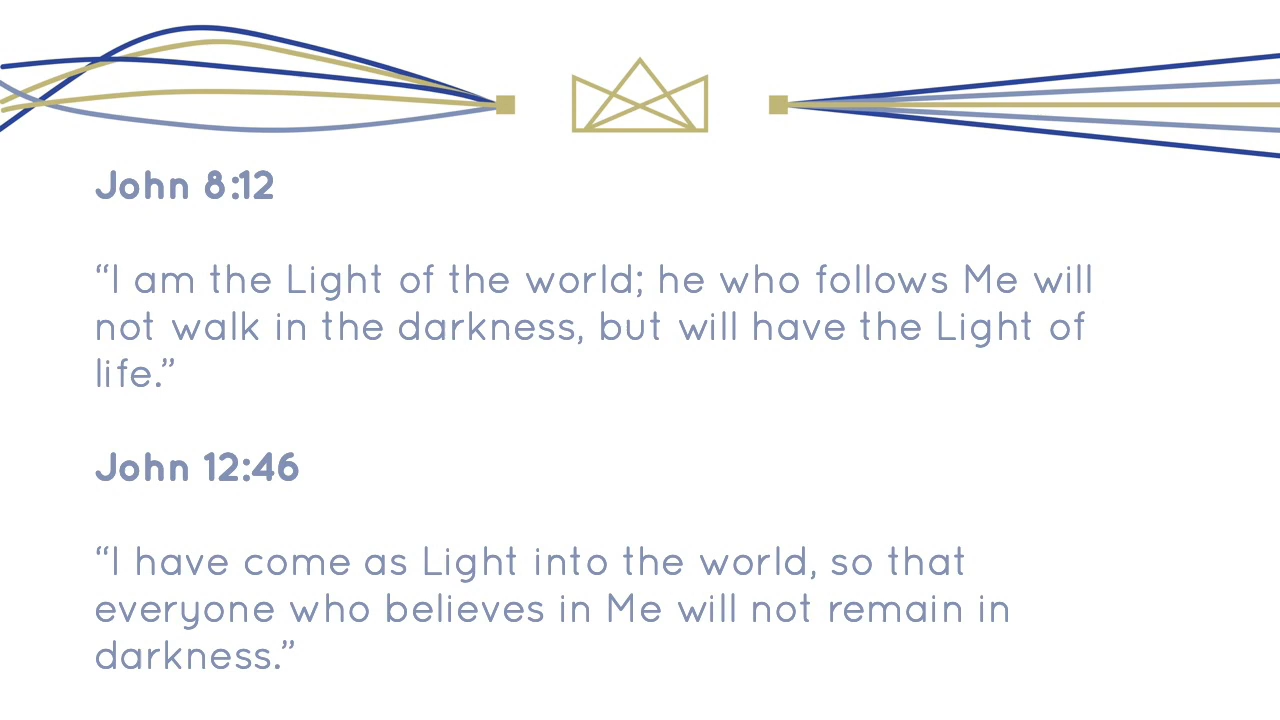 John 8:12
“I am the Light of the world; he who follows Me will
not walk in the darkness, but will have the Light of
life.”
John 12:46
“I have come as Light into the world, so that
everyone who believes in Me will not remain in
darkness.”